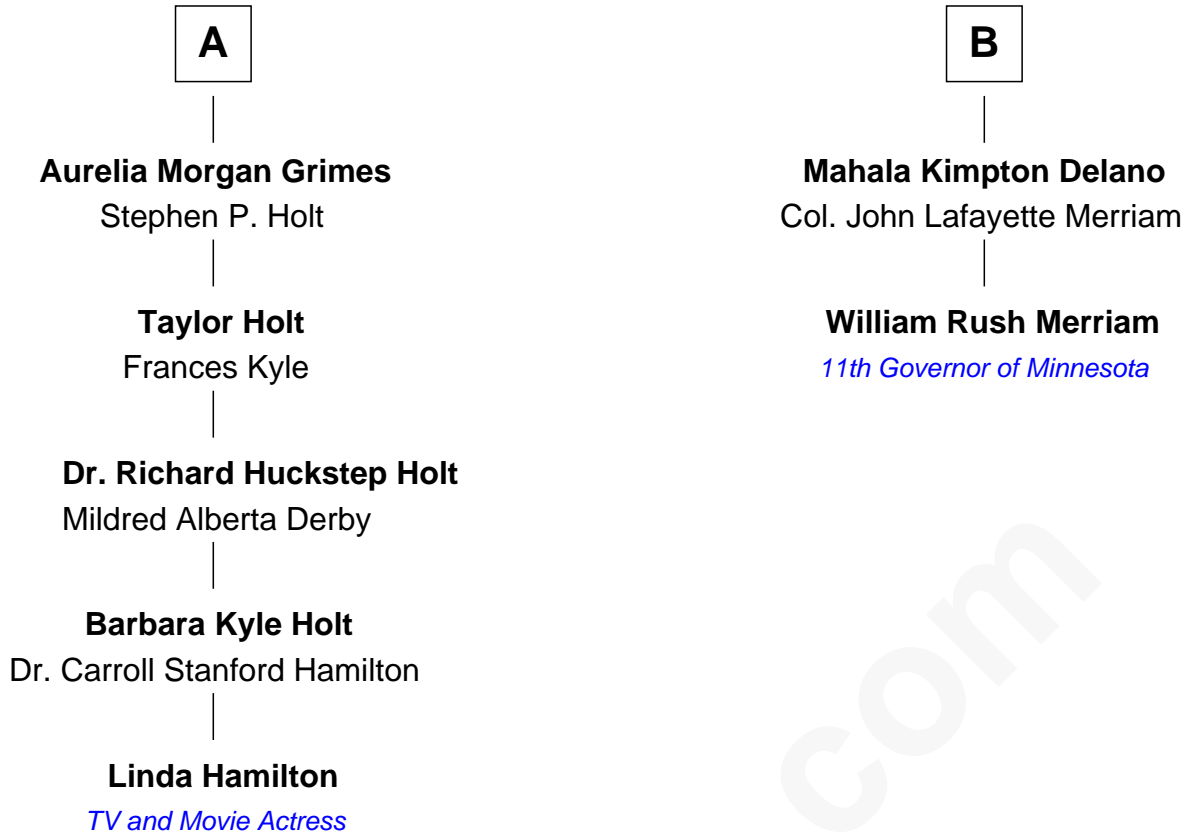 A
Aurelia Morgan Grimes
Stephen P. Holt
Taylor Holt
Frances Kyle
Dr. Richard Huckstep Holt
Mildred Alberta Derby
Barbara Kyle Holt
Dr. Carroll Stanford Hamilton
Linda Hamilton
TV and Movie Actress
B
Mahala Kimpton Delano
Col. John Lafayette Merriam
William Rush Merriam
11th Governor of Minnesota
com